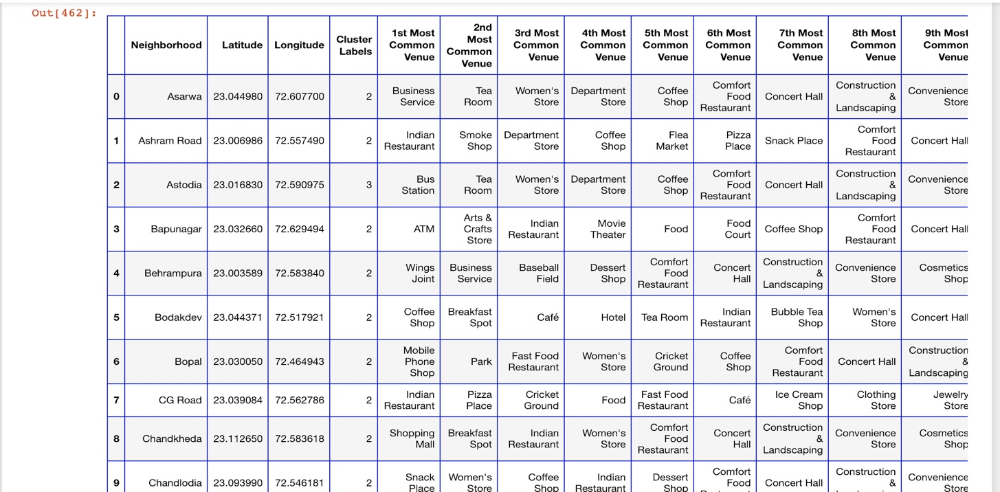 Out[462]:
Neighborhood Latitude Longitude Cluster Labels 1st Most Common Venue 2nd Most Common Venue 3rd Most Common Venue 4th Most Common Venue 5th Most Common Venue 6th Most Common Venue 7th Most Common Venue 8th Most Common Venue 9th Most Common Venue
0 Asarwa 23.044980 72.607700 2 Business Service Tea Room Women's Store Department Store Coffee Shop Comfort Food Restaurant Concert Hall Construction & Landscaping Convenience Store
1 Ashram Road 23.006986 72.557490 2 Indian Restaurant Smoke Shop Department Store Coffee Shop Flea Market Pizza Place Snack Place Comfort Food Restaurant Concert Hall
2 Astodia 23.016830 72.590975 3 Bus Station Tea Room Women's Store Department Store Coffee Shop Comfort Food Restaurant Concert Hall Construction & Landscaping Convenience Store
3 Bapunagar 23.032660 72.629494 2 ATM Arts & Crafts Store Indian Restaurant Movie Theater Food Food Court Coffee Shop Comfort Food Restaurant Concert Hall
4 Behrampura 23.003589 72.583840 2 Wings Joint Business Service Baseball Field Dessert Shop Comfort Food Restaurant Concert Hall Construction & Landscaping Convenience Store Cosmetics Shop
5 Bodakdev 23.044371 72.517921 2 Coffee Shop Breakfast Spot Café Hotel Tea Room Indian Restaurant Bubble Tea Shop Women's Store Concert Hall
6 Bopal 23.030050 72.464943 2 Mobile Phone Shop Park Fast Food Restaurant Women's Store Cricket Ground Coffee Shop Comfort Food Restaurant Concert Hall Construction & Landscaping
7 CG Road 23.039084 72.562786 2 Indian Restaurant Pizza Place Cricket Ground Food Fast Food Restaurant Café Ice Cream Shop Clothing Store Jewelry Store
8 Chandkheda 23.112650 72.583618 2 Shopping Mall Breakfast Spot Indian Restaurant Women's Store Comfort Food Restaurant Concert Hall Construction & Landscaping Convenience Store Cosmetics Shop
9 Chandlodia 23.093990 72.546181 2 Snack Place Women's Store Coffee Shop Indian Restaurant Dessert Shop Comfort Food Concert Hall Construction & Convenience Store